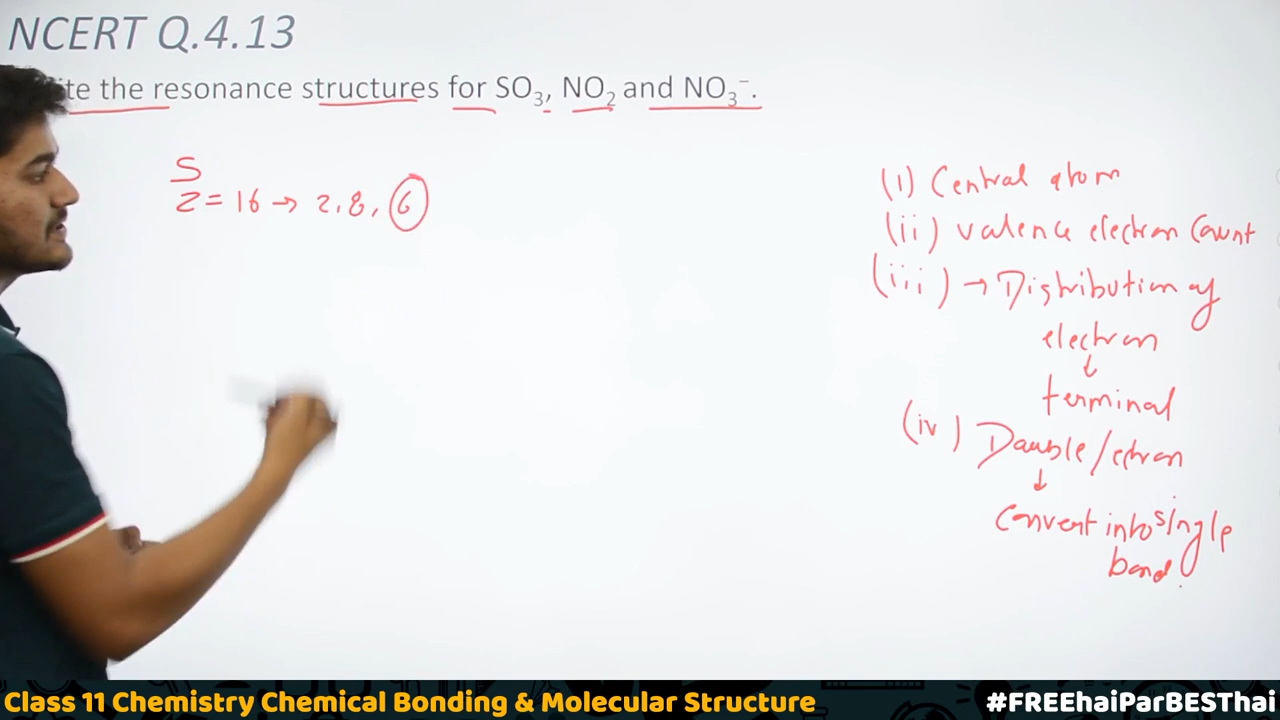 NCERT Q.4.13
te the resonance structures for SO₃, NO₂ and NO₃⁻.
S
Z = 16 → 2, 8, 6
(i) Central atom
(ii) valence electron count
(iii) → Distribution of
electron
↓
terminal
(iv) Double/
↓
Convert into single
bond.
Class 11 Chemistry Chemical Bonding & Molecular Structure
#FREEhaiParBESThai